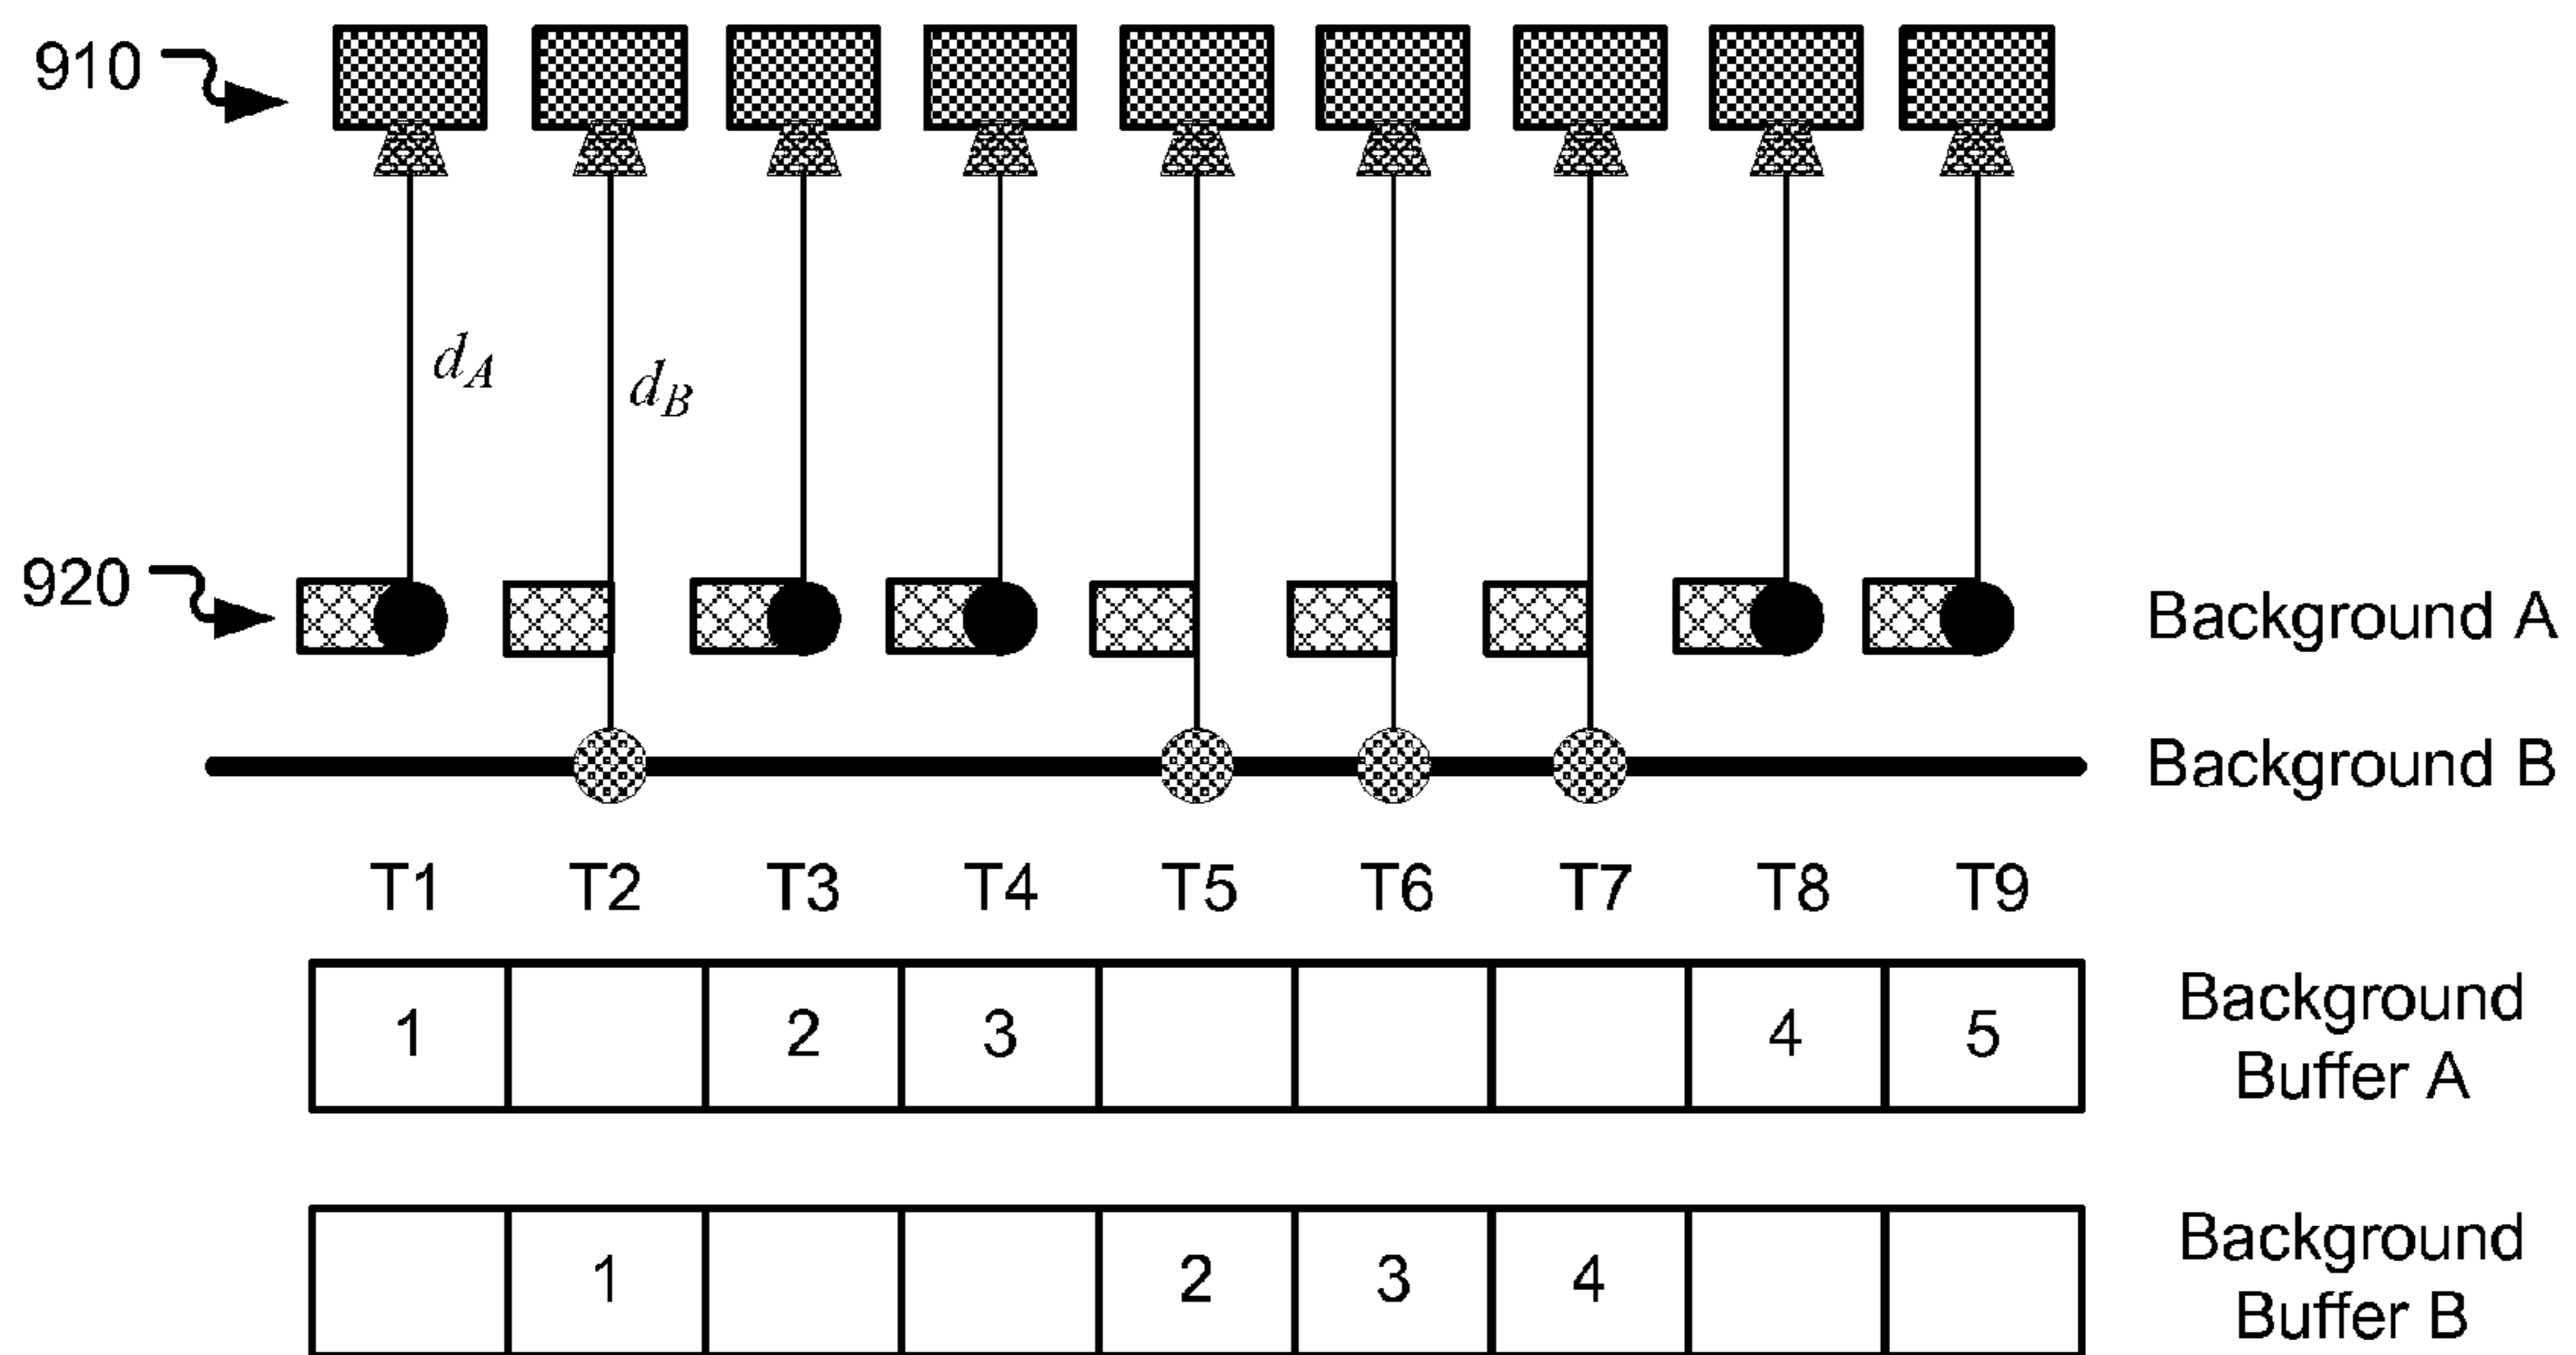 910
d_A
d_B
920
Background A
Background B
T1 T2 T3 T4 T5 T6 T7 T8 T9
1 2 3 4 5
Background
Buffer A
1 2 3 4
Background
Buffer B